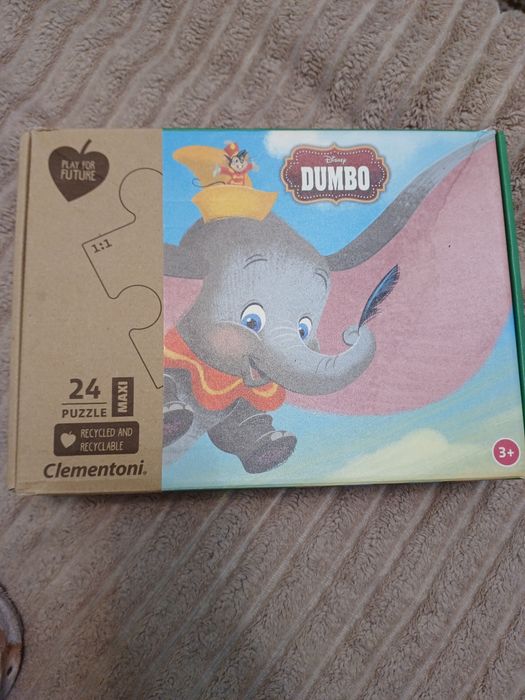 PLAY FOR
FUTURE
1:1
24
PUZZLE
MAXI
RECYCLED AND
RECYCLABLE
Clementoni®
Disney
DUMBO
3+